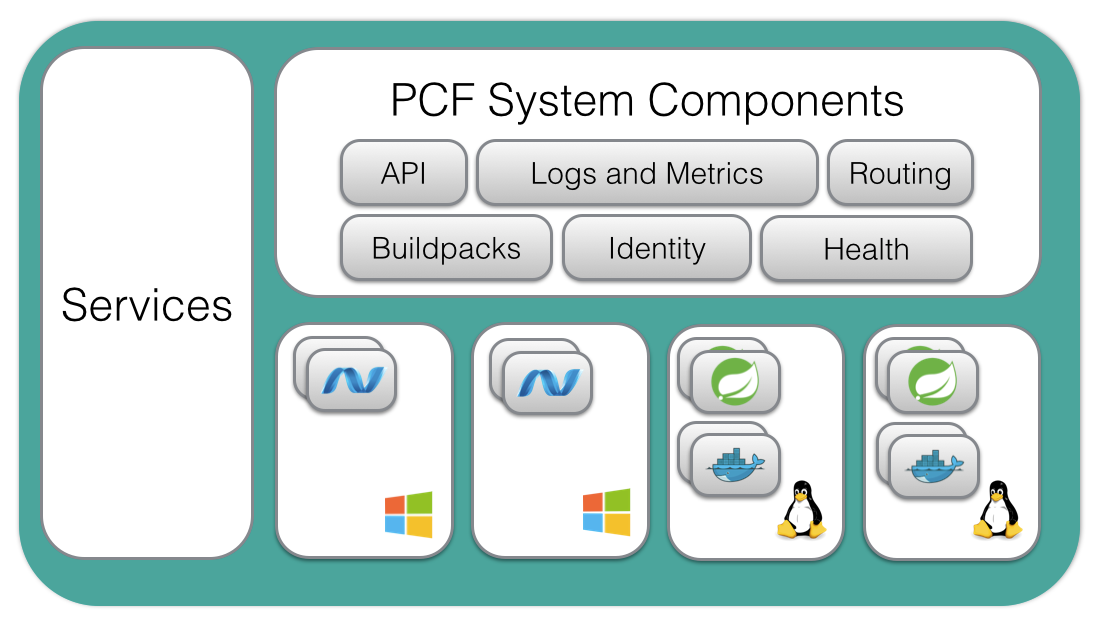 PCF System Components
API
Logs and Metrics
Routing
Buildpacks
Identity
Health
Services